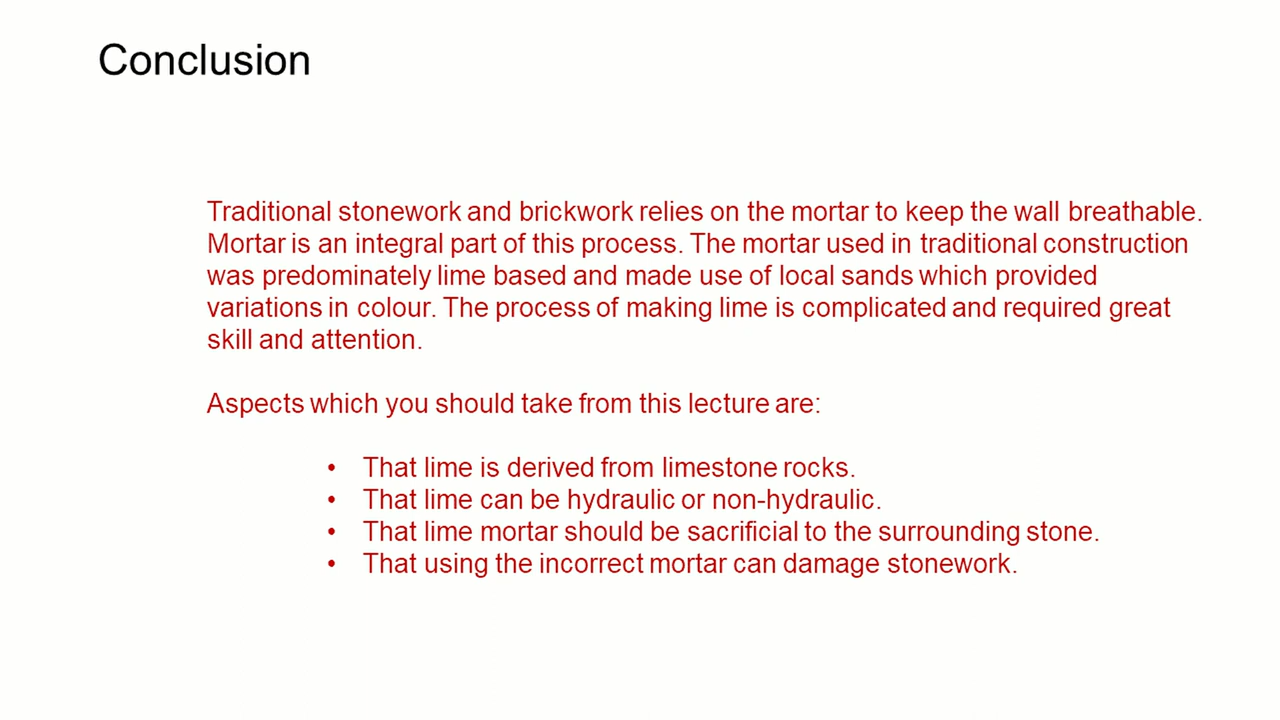 Conclusion
Traditional stonework and brickwork relies on the mortar to keep the wall breathable.
Mortar is an integral part of this process. The mortar used in traditional construction
was predominately lime based and made use of local sands which provided
variations in colour. The process of making lime is complicated and required great
skill and attention.
Aspects which you should take from this lecture are:
• That lime is derived from limestone rocks.
• That lime can be hydraulic or non-hydraulic.
• That lime mortar should be sacrificial to the surrounding stone.
• That using the incorrect mortar can damage stonework.